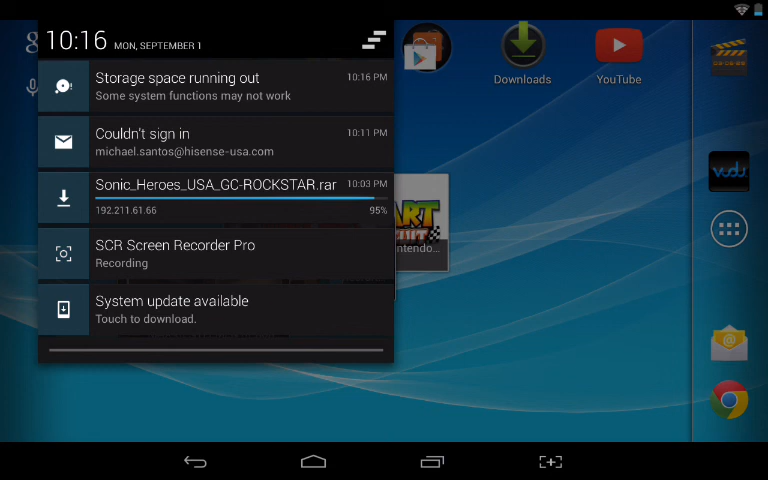 g
10:16 MON, SEPTEMBER 1
Storage space running out 10:16 PM
Some system functions may not work
Couldn't sign in 10:11 PM
michael.santos@hisense-usa.com
Sonic_Heroes_USA_GC-ROCKSTAR.rar 10:03 PM
192.211.61.66 95%
SCR Screen Recorder Pro
Recording
System update available
Touch to download.
Downloads
YouTube
ART
ntendo...
vudu